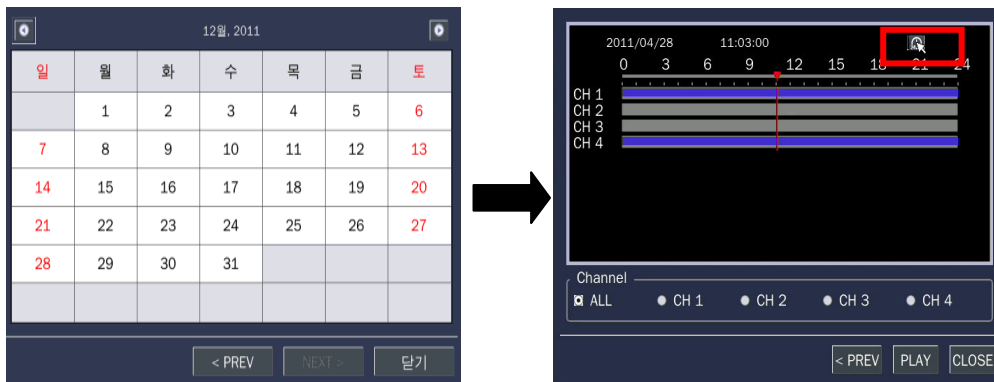 12월, 2011
일 월 화 수 목 금 토
1 2 3 4 5 6
7 8 9 10 11 12 13
14 15 16 17 18 19 20
21 22 23 24 25 26 27
28 29 30 31
< PREV NEXT > 닫기
2011/04/28 11:03:00
0 3 6 9 12 15 18 21 24
CH 1
CH 2
CH 3
CH 4
Channel
ALL CH 1 CH 2 CH 3 CH 4
< PREV PLAY CLOSE